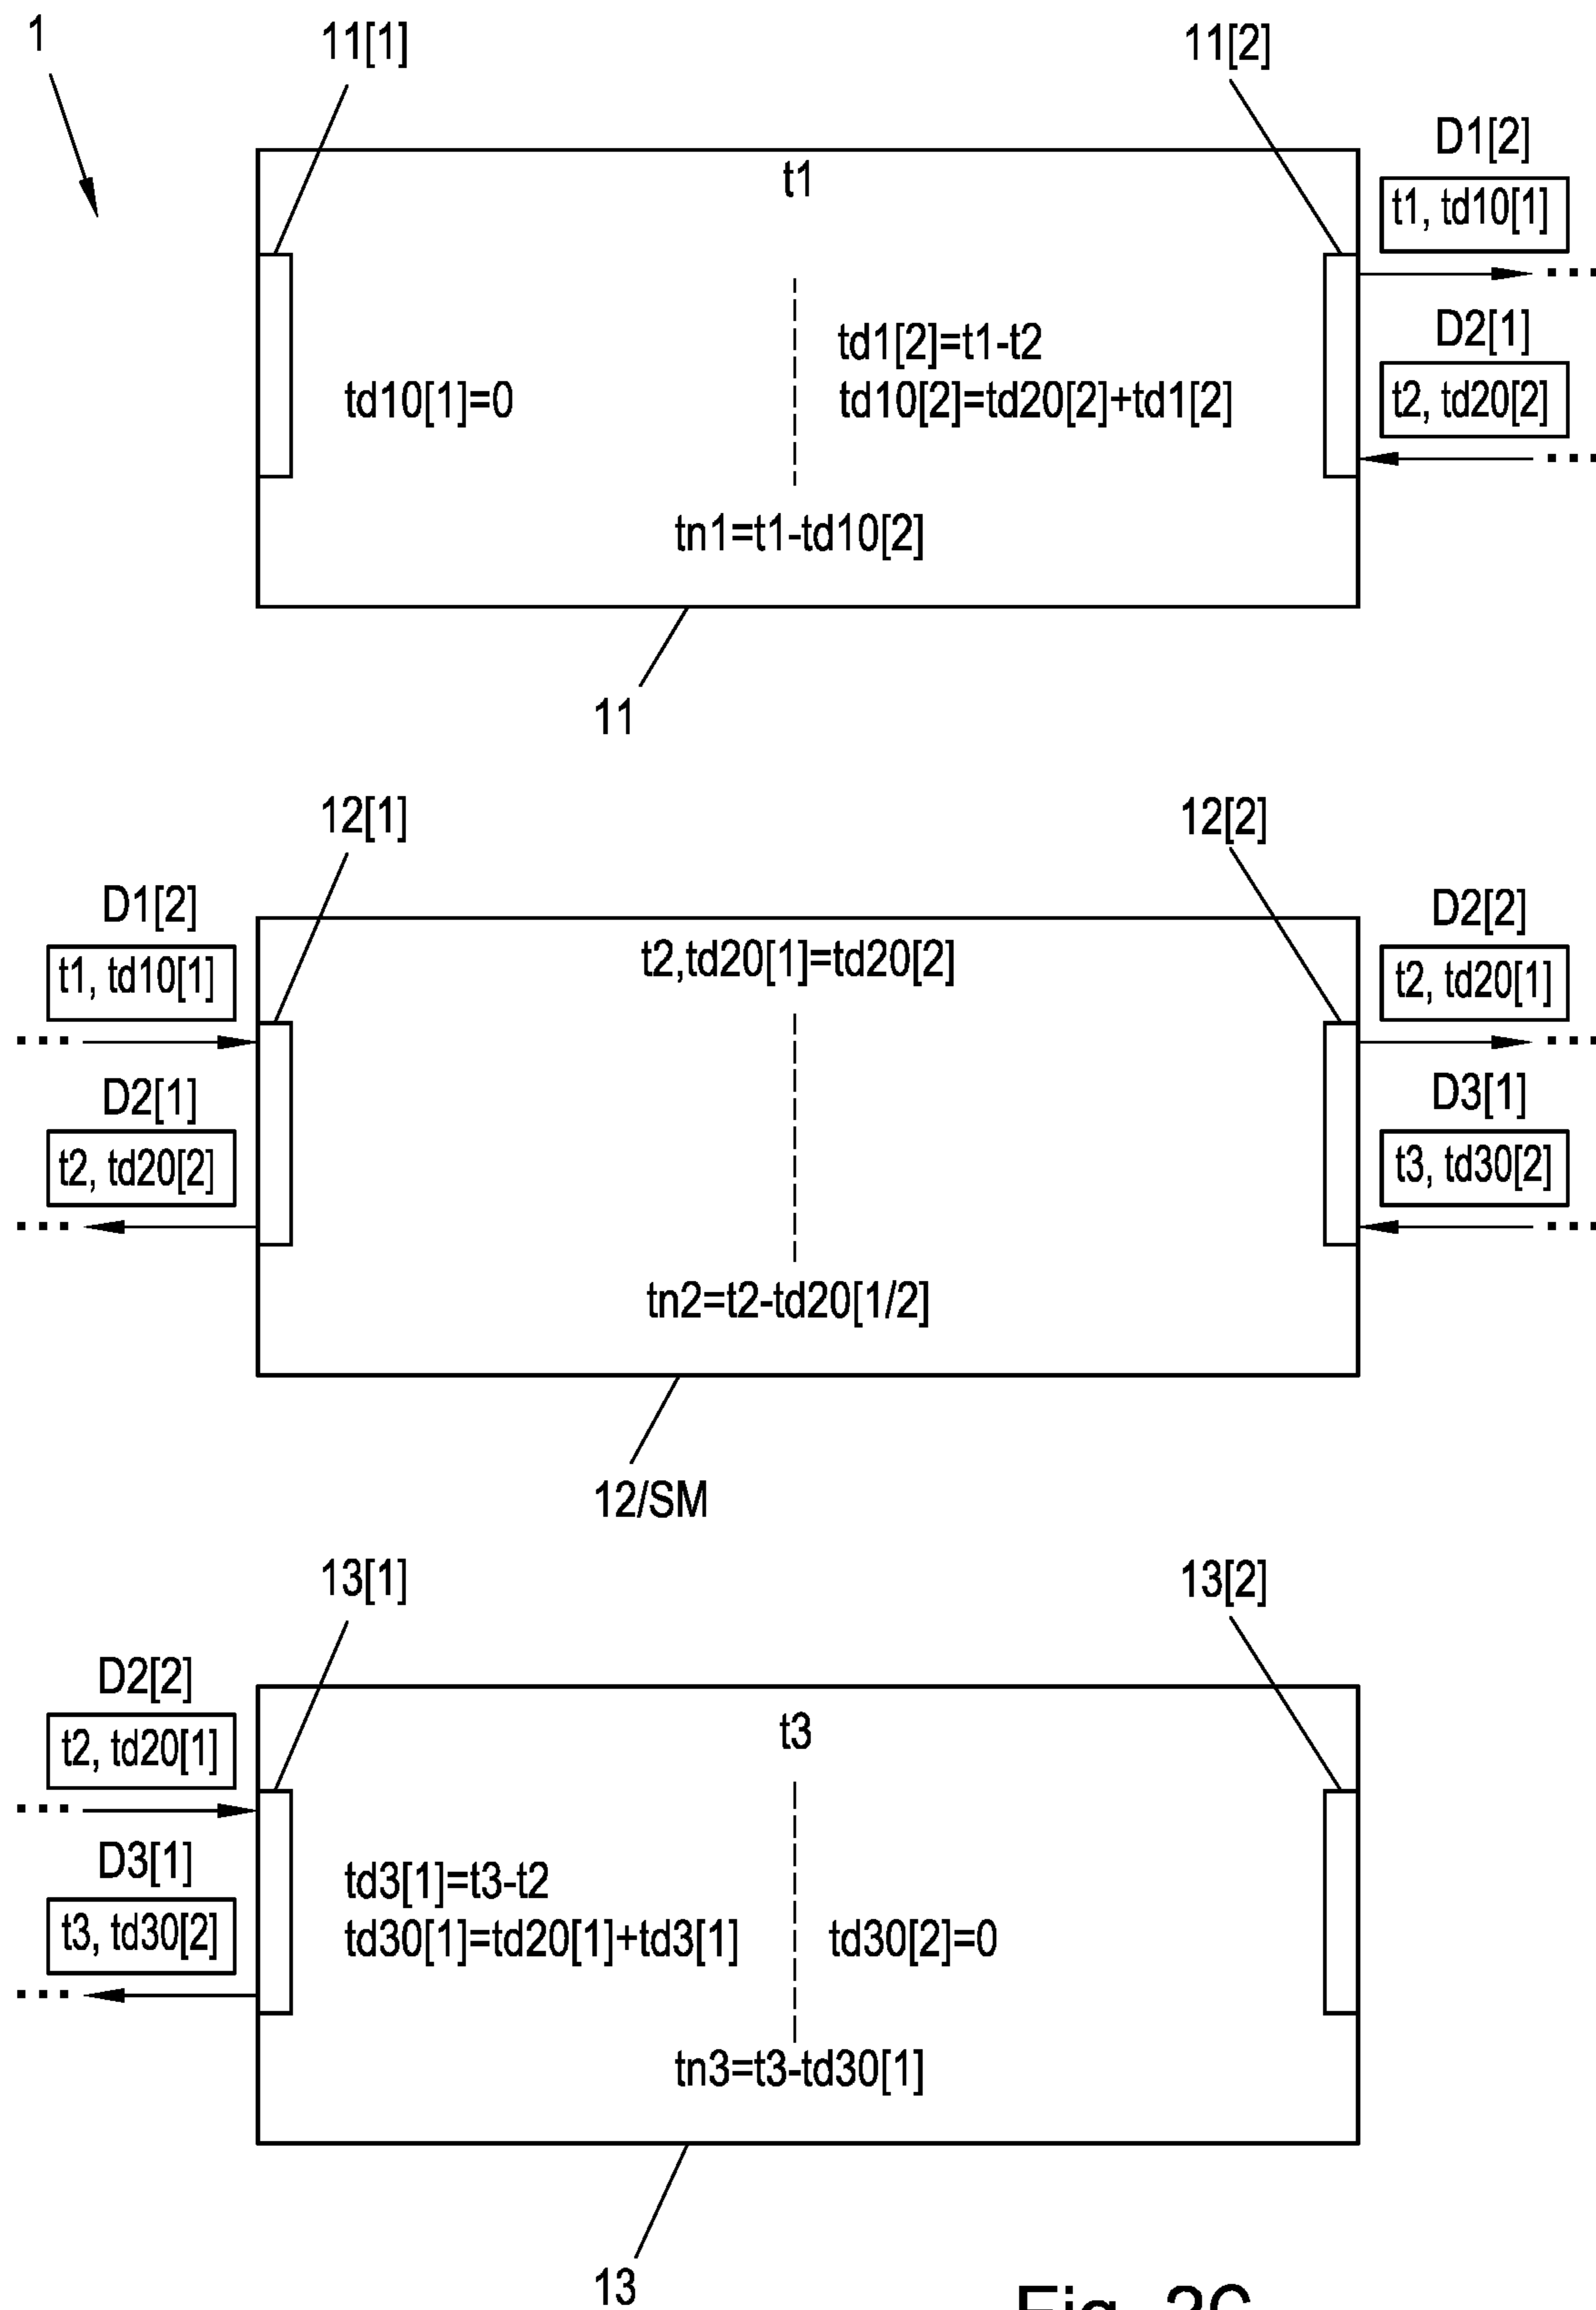 1
11[1]
11[2]
t1
D1[2]
t1, td10[1]
D2[1]
t2, td20[2]
td10[1]=0
td1[2]=t1-t2
td10[2]=td20[2]+td1[2]
tn1=t1-td10[2]
11
12[1]
12[2]
D1[2]
t1, td10[1]
D2[1]
t2, td20[2]
t2,td20[1]=td20[2]
D2[2]
t2, td20[1]
D3[1]
t3, td30[2]
tn2=t2-td20[1/2]
12/SM
13[1]
13[2]
D2[2]
t2, td20[1]
D3[1]
t3, td30[2]
t3
td3[1]=t3-t2
td30[1]=td20[1]+td3[1]
td30[2]=0
tn3=t3-td30[1]
13